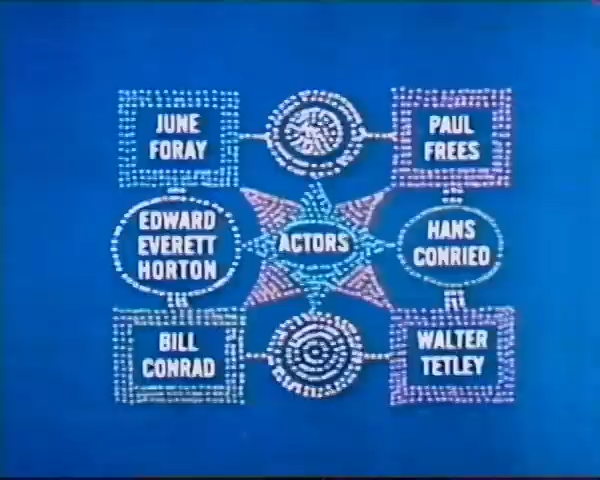 JUNE
FORAY
PAUL
FREES
EDWARD
EVERETT
HORTON
ACTORS
HANS
CONRIED
BILL
CONRAD
WALTER
TETLEY